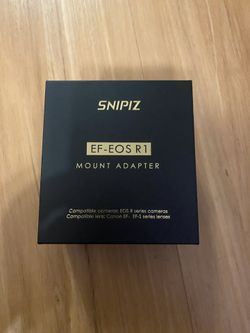 SNIPIZ
EF-EOS R1
MOUNT ADAPTER
Compatible cameras: EOS R series cameras
Compatible lens: Canon EF、EF-S series lenses